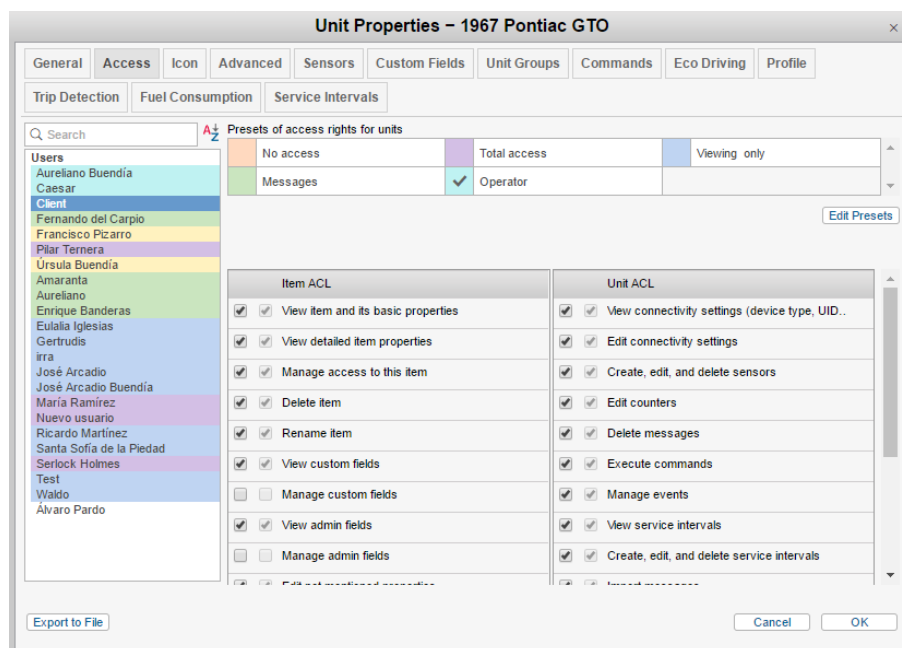 Unit Properties – 1967 Pontiac GTO
×
General Access Icon Advanced Sensors Custom Fields Unit Groups Commands Eco Driving Profile
Trip Detection Fuel Consumption Service Intervals
Search
A Z
Presets of access rights for units
No access Total access Viewing only
Messages Operator
Edit Presets
Users
Aureliano Buendía
Caesar
Client
Fernando del Carpio
Francisco Pizarro
Pilar Ternera
Úrsula Buendía
Amaranta
Aureliano
Enrique Banderas
Eulalia Iglesias
Gertrudis
irra
José Arcadio
José Arcadio Buendía
María Ramírez
Nuevo usuario
Ricardo Martínez
Santa Sofía de la Piedad
Serlock Holmes
Test
Waldo
Álvaro Pardo
Item ACL
View item and its basic properties
View detailed item properties
Manage access to this item
Delete item
Rename item
View custom fields
Manage custom fields
View admin fields
Manage admin fields
Edit not mentioned properties
Unit ACL
View connectivity settings (device type, UID..
Edit connectivity settings
Create, edit, and delete sensors
Edit counters
Delete messages
Execute commands
Manage events
View service intervals
Create, edit, and delete service intervals
Import messages
Export to File
Cancel OK